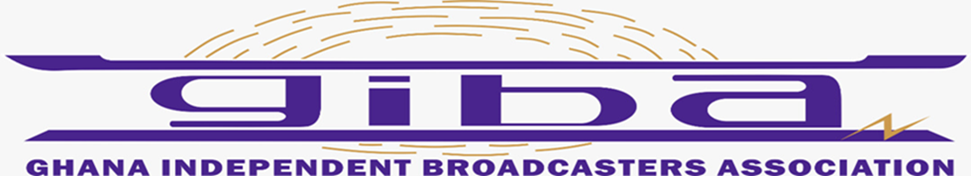 giba
GHANA INDEPENDENT BROADCASTERS ASSOCIATION